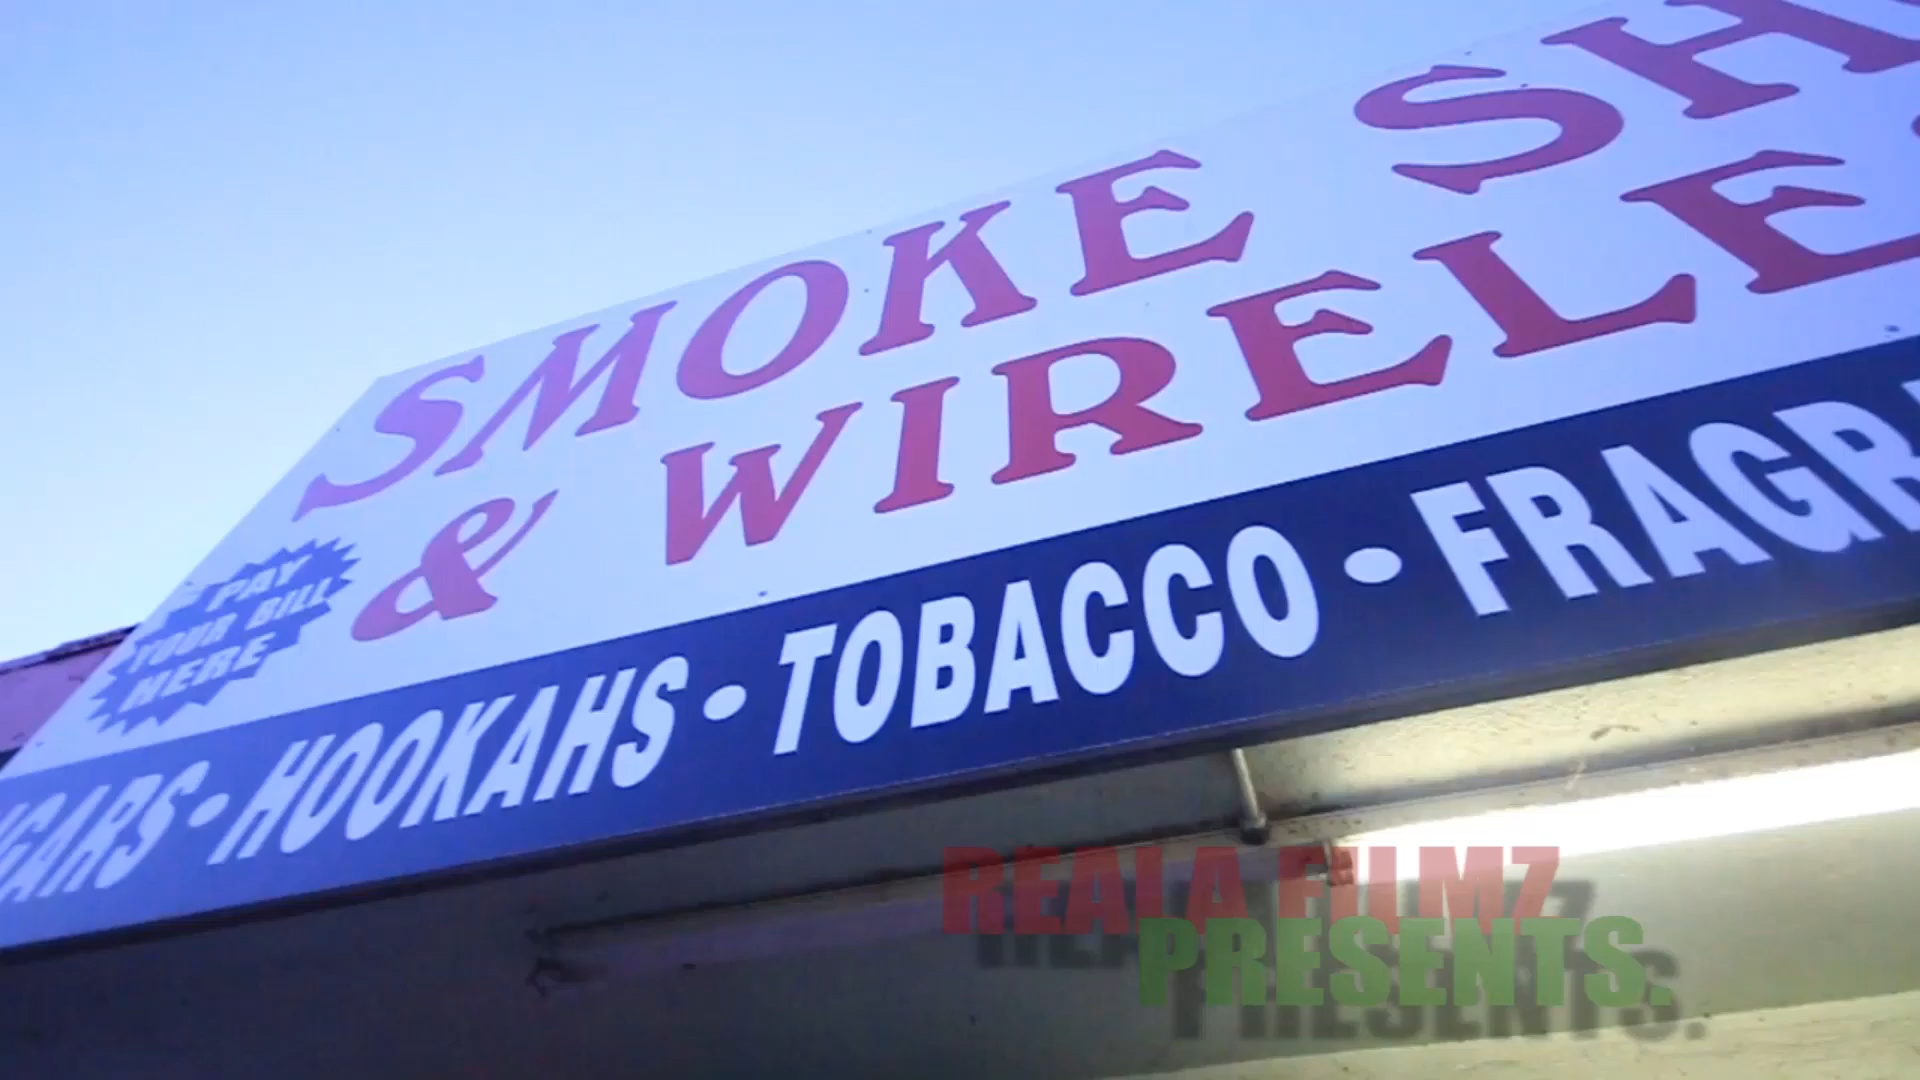 SMOKE SH
& WIRELE
PAY
YOUR BILL
HERE
IGARS • HOOKAHS • TOBACCO • FRAGR
REALA FILMZ
PRESENTS.